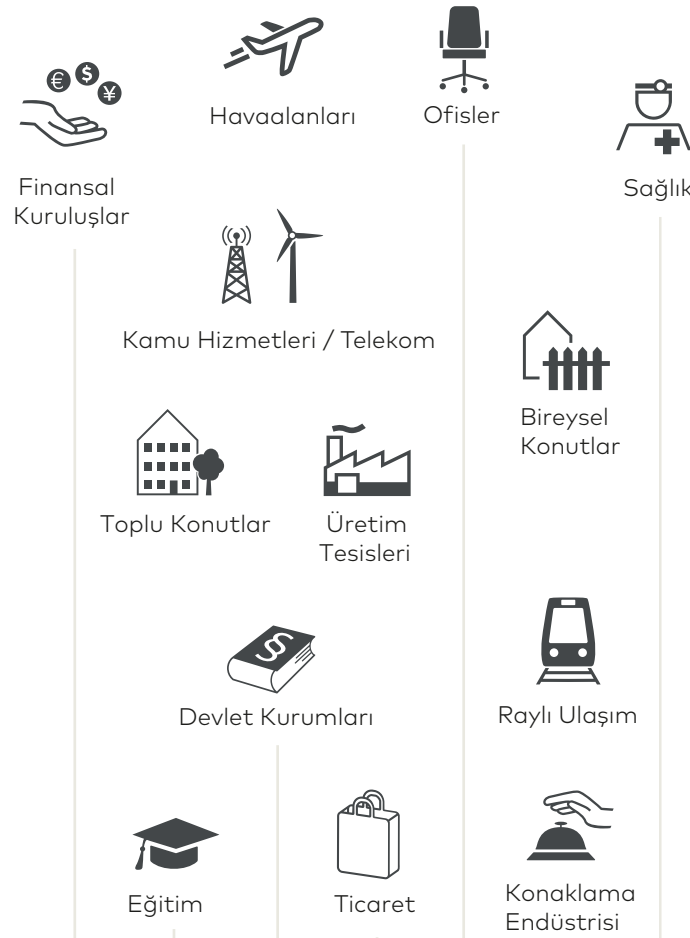 Havaalanları
Ofisler
Finansal
Kuruluşlar
Sağlık
Kamu Hizmetleri / Telekom
Bireysel
Konutlar
Toplu Konutlar
Üretim
Tesisleri
Devlet Kurumları
Raylı Ulaşım
Eğitim
Ticaret
Konaklama
Endüstrisi